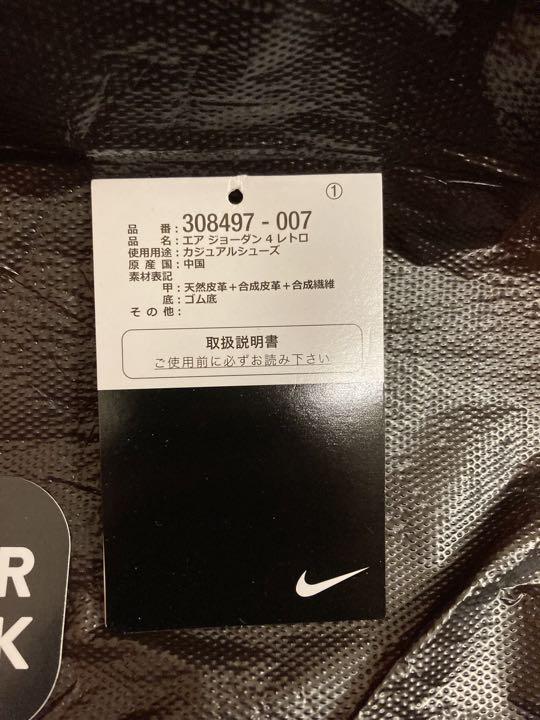 ①
品　　番：308497 - 007
品　　名：エア ジョーダン 4 レトロ
使用用途：カジュアルシューズ
原 産 国：中国
素材表記
甲：天然皮革＋合成皮革＋合成繊維
底：ゴム底
そ の 他：
取扱説明書
ご使用前に必ずお読み下さい
R
K